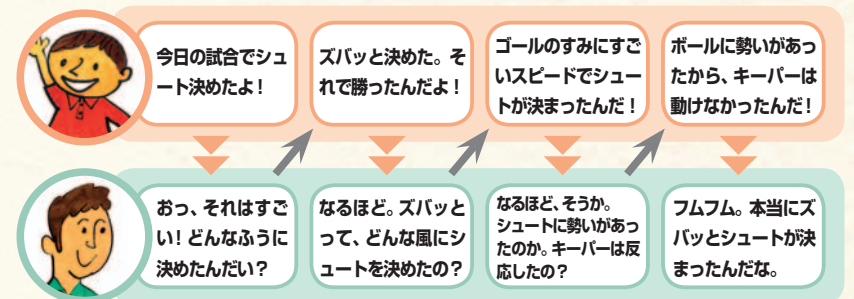 今日の試合でシュ
ート決めたよ！
おっ、それはすご
い！どんなふうに
決めたんだい？
ズバッと決めた。そ
れで勝ったんだよ！
なるほど。ズバッと
って、どんな風にシ
ュートを決めたの？
ゴールのすみにすご
いスピードでシュー
トが決まったんだ！
なるほど、そうか。
シュートに勢いがあっ
たのか。キーパーは反
応したの？
ボールに勢いがあっ
たから、キーパーは
動けなかったんだ！
フムフム。本当にズ
バッとシュートが決
まったんだな。